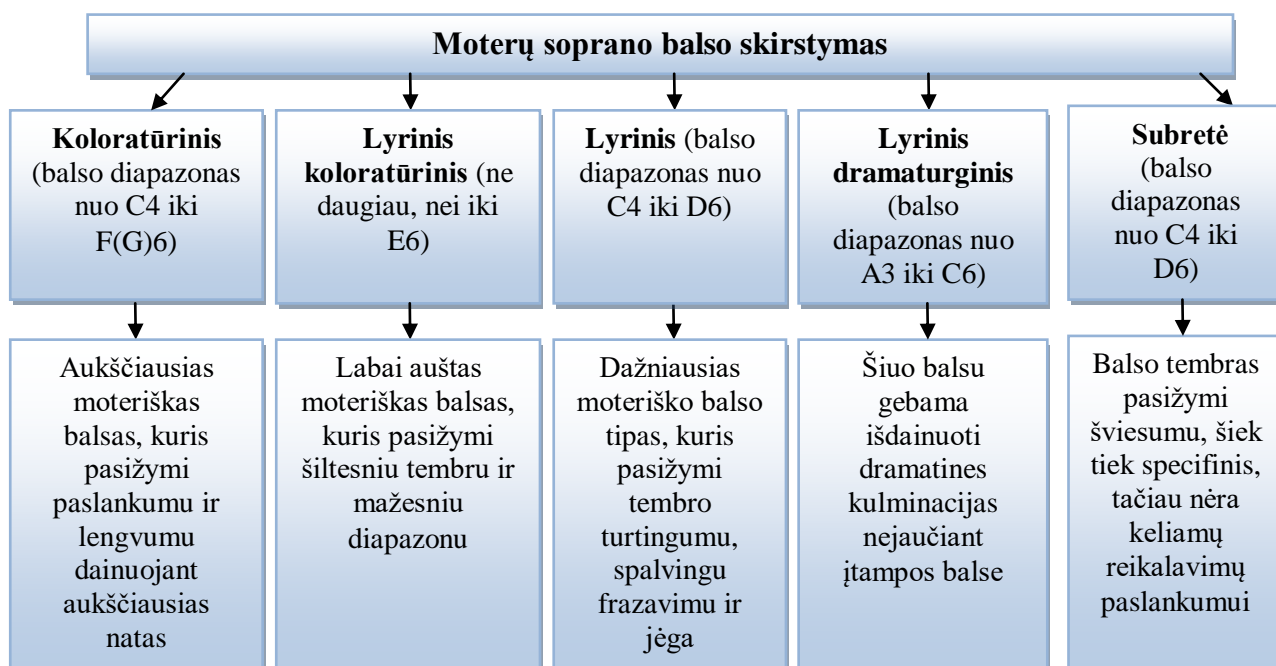 Moterų soprano balso skirstymas
Koloratūrinis
(balso diapazonas
nuo C4 iki
F(G)6)
Lyrinis
koloratūrinis (ne
daugiau, nei iki
E6)
Lyrinis (balso
diapazonas nuo
C4 iki D6)
Lyrinis
dramaturginis
(balso
diapazonas nuo
A3 iki C6)
Subretė
(balso
diapazonas
nuo C4 iki
D6)
Aukščiausias
moteriškas
balsas, kuris
pasižymi
paslankumu ir
lengvumu
dainuojant
aukščiausias
natas
Labai auštas
moteriškas balsas,
kuris pasižymi
šiltesniu tembru ir
mažesniu
diapazonu
Dažniausias
moteriško balso
tipas, kuris
pasižymi
tembro
turtingumu,
spalvingu
frazavimu ir
jėga
Šiuo balsu
gebama
išdainuoti
dramatines
kulminacijas
nejaučiant
įtampos balse
Balso tembras
pasižymi
šviesumu, šiek
tiek specifinis,
tačiau nėra
keliamų
reikalavimų
paslankumui